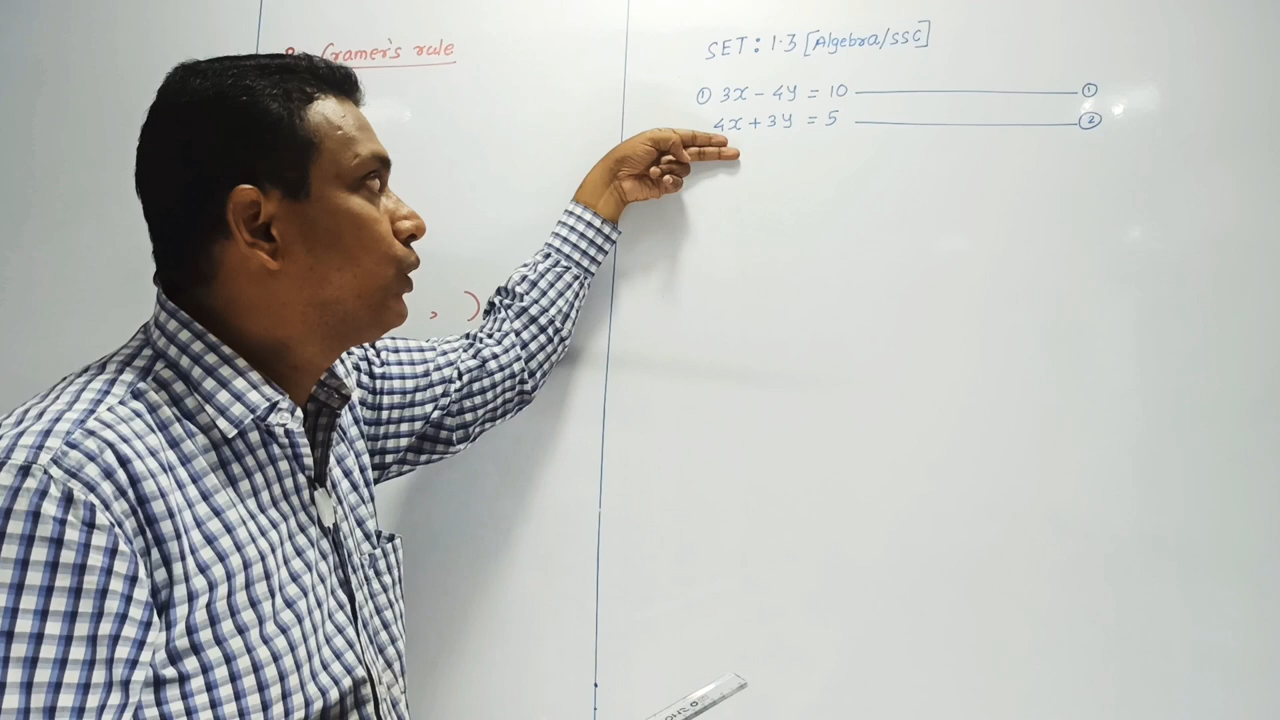 Cramer's rule
, )
SET: 1.3 [Algebra/SSC]
① 3x - 4y = 10 ①
4x + 3y = 5 ②